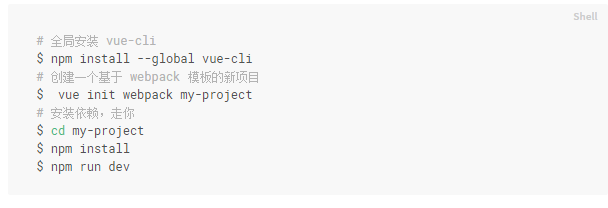 Shell
# 全局安装 vue-cli
$ npm install --global vue-cli
# 创建一个基于 webpack 模板的新项目
$  vue init webpack my-project
# 安装依赖，走你
$ cd my-project
$ npm install
$ npm run dev